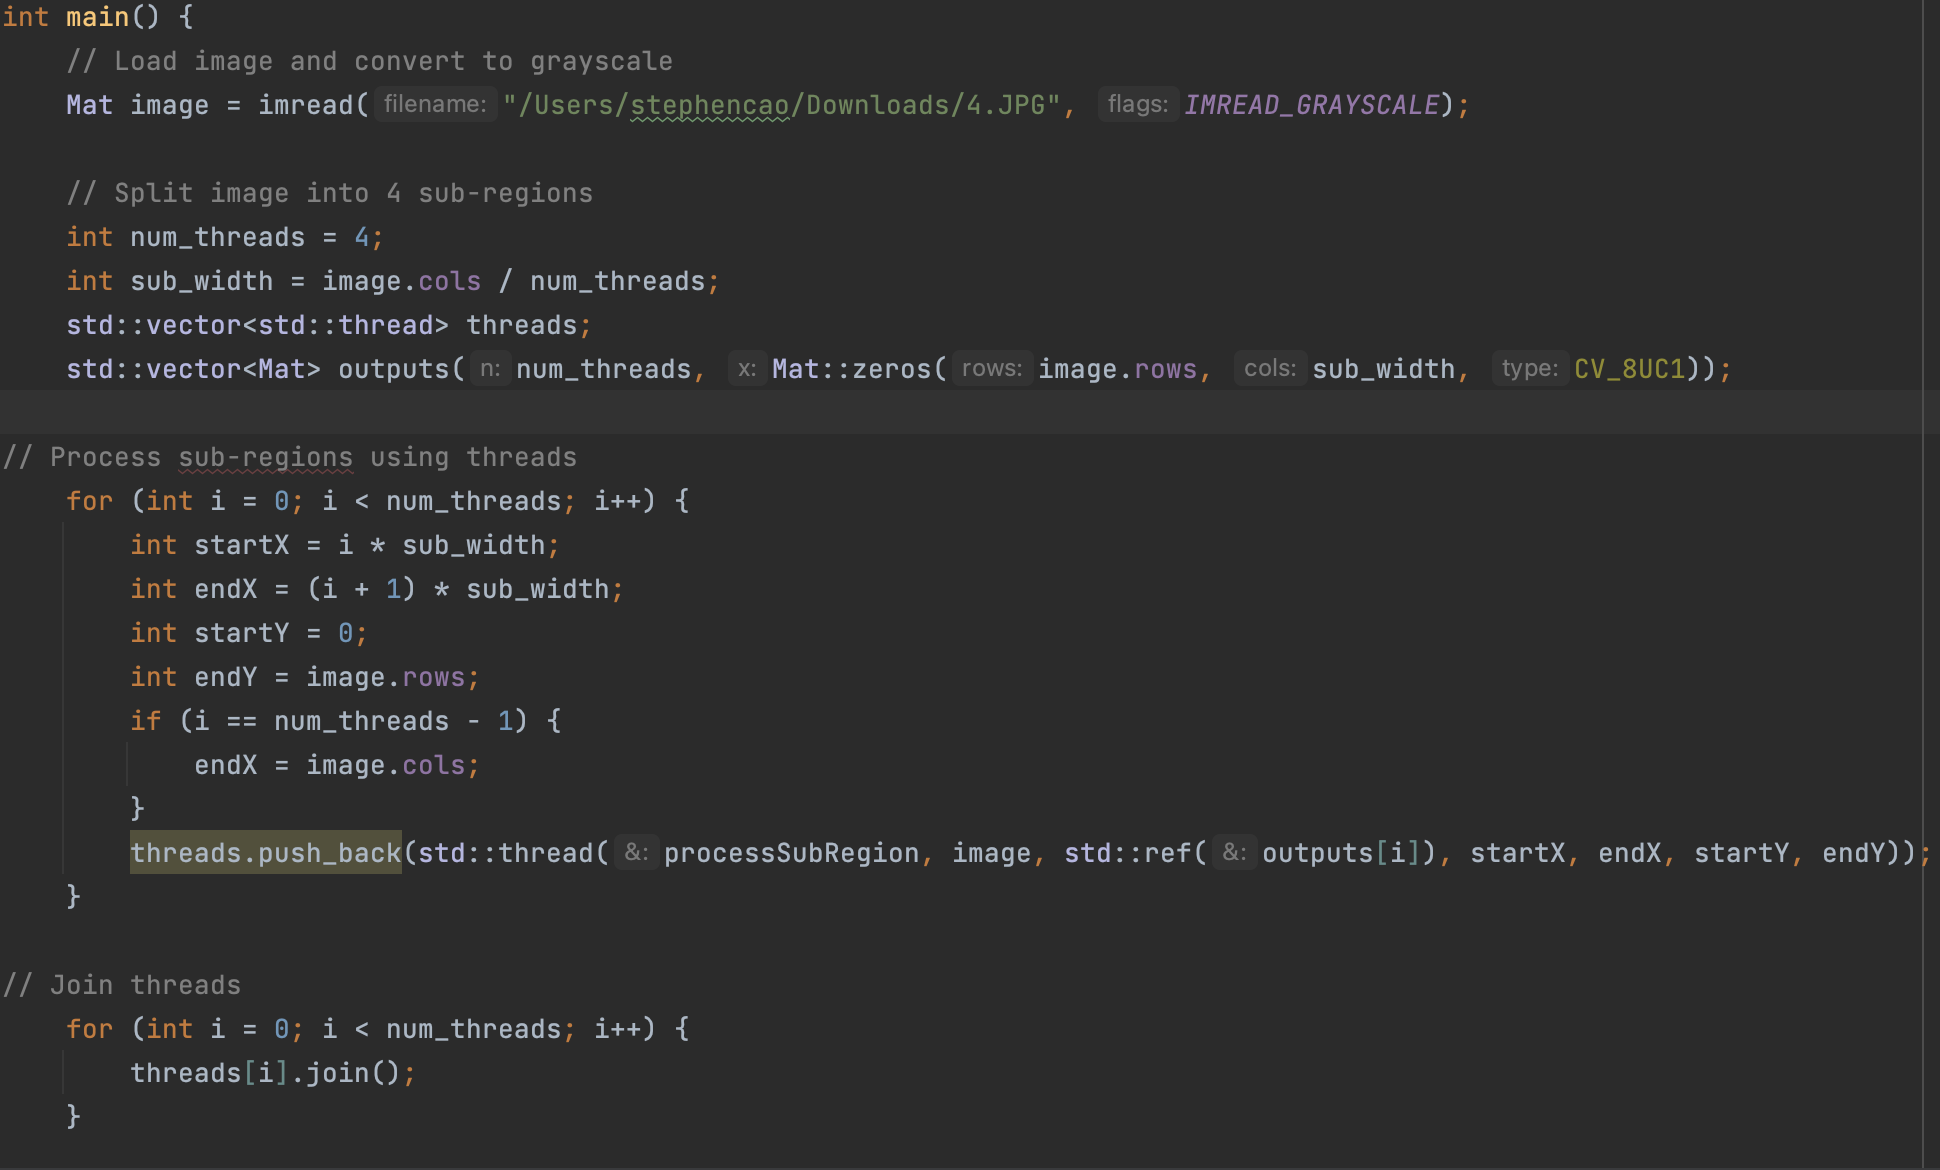 int main() {
    // Load image and convert to grayscale
    Mat image = imread( filename: "/Users/stephencao/Downloads/4.JPG", flags: IMREAD_GRAYSCALE);

    // Split image into 4 sub-regions
    int num_threads = 4;
    int sub_width = image.cols / num_threads;
    std::vector<std::thread> threads;
    std::vector<Mat> outputs( n: num_threads, x: Mat::zeros( rows: image.rows, cols: sub_width, type: CV_8UC1));

// Process sub-regions using threads
    for (int i = 0; i < num_threads; i++) {
        int startX = i * sub_width;
        int endX = (i + 1) * sub_width;
        int startY = 0;
        int endY = image.rows;
        if (i == num_threads - 1) {
            endX = image.cols;
        }
        threads.push_back(std::thread( &: processSubRegion, image, std::ref( &: outputs[i]), startX, endX, startY, endY));
    }

// Join threads
    for (int i = 0; i < num_threads; i++) {
        threads[i].join();
    }